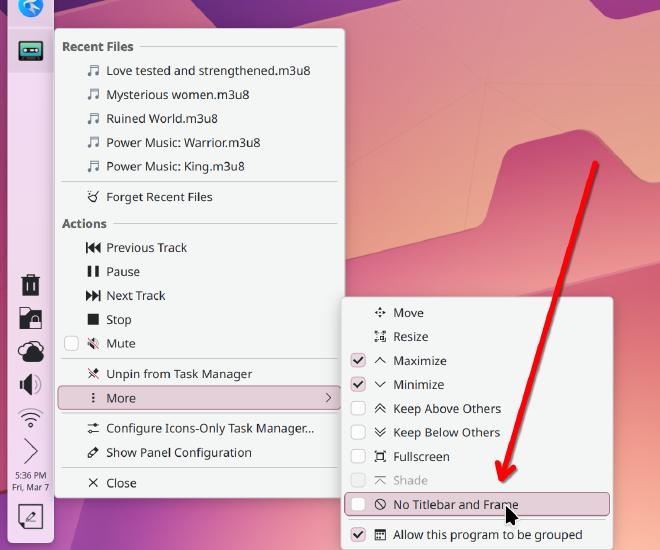 Recent Files
Love tested and strengthened.m3u8
Mysterious women.m3u8
Ruined World.m3u8
Power Music: Warrior.m3u8
Power Music: King.m3u8
Forget Recent Files
Actions
Previous Track
Pause
Next Track
Stop
Mute
Unpin from Task Manager
More
Configure Icons-Only Task Manager...
Show Panel Configuration
Close
Move
Resize
Maximize
Minimize
Keep Above Others
Keep Below Others
Fullscreen
Shade
No Titlebar and Frame
Allow this program to be grouped
5:36 PM
Fri, Mar 7